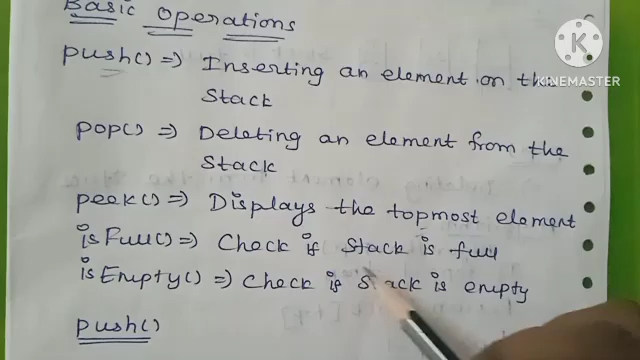 Basic Operations
push() => Inserting an element on the
Stack
KINEMASTER
pop() => Deleting an element from the
Stack
peek() => Displays the topmost element
isFull() => Check if Stack is full
isEmpty() => Check if Stack is empty
push()